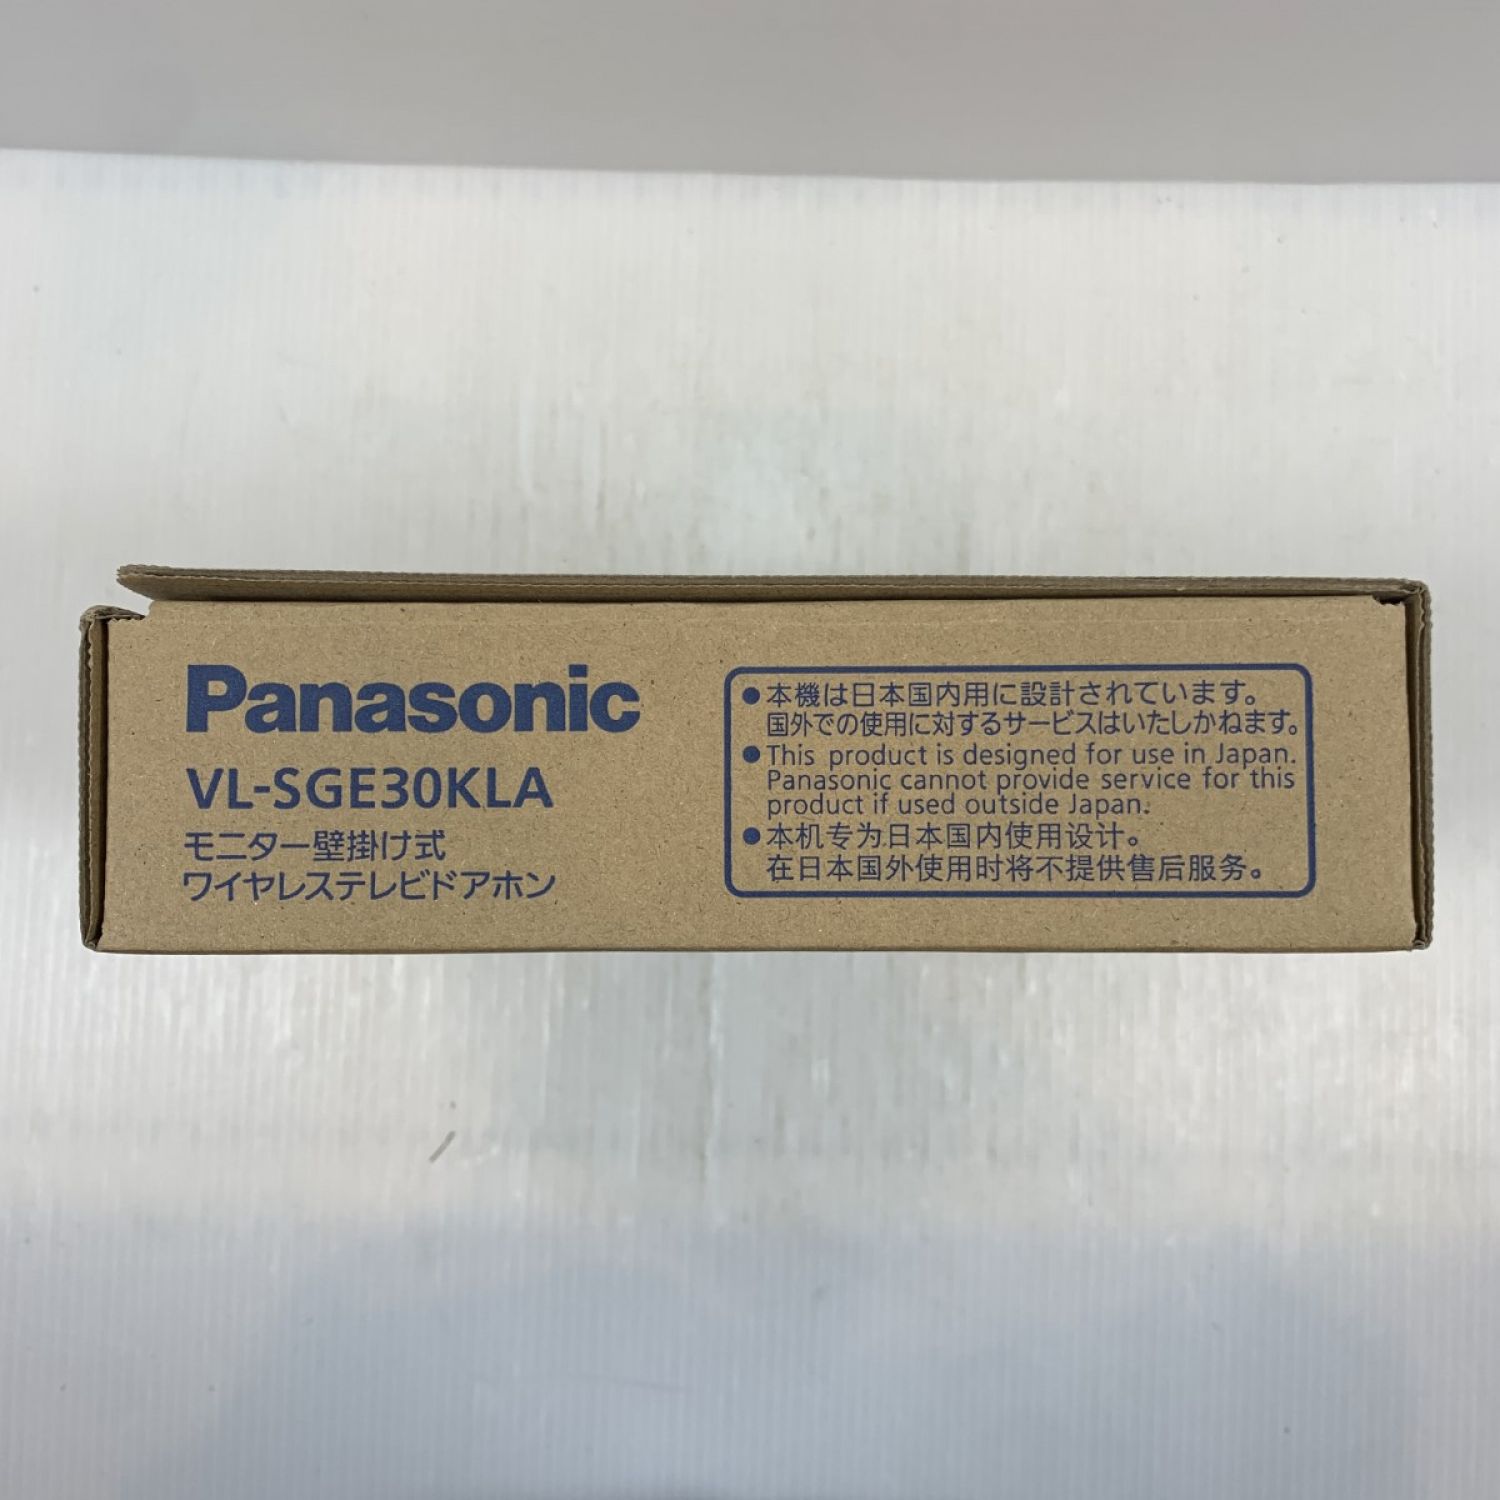 Panasonic
VL-SGE30KLA
モニター壁掛け式
ワイヤレステレビドアホン
●本機は日本国内用に設計されています。
国外での使用に対するサービスはいたしかねます。
●This product is designed for use in Japan.
Panasonic cannot provide service for this
product if used outside Japan.
●本机专为日本国内使用设计。
在日本国外使用时将不提供售后服务。